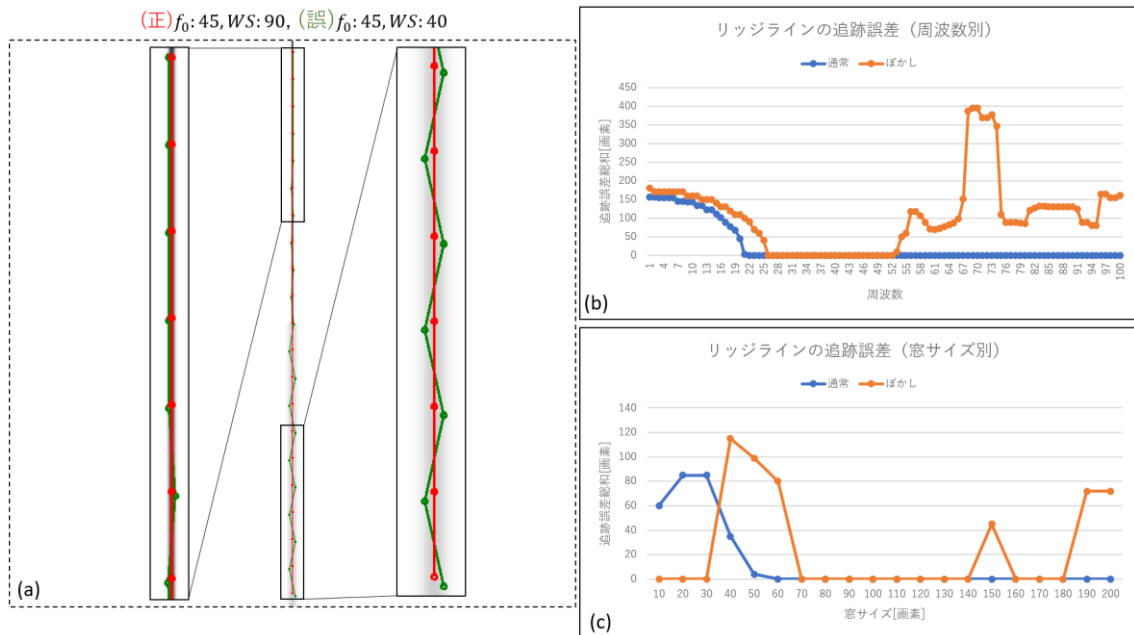 (正)f₀: 45, WS: 90, (誤)f₀: 45, WS: 40
(a)
リッジラインの追跡誤差（周波数別）
通常 ぼかし
追跡誤差総和[画素]
450
400
350
300
250
200
150
100
50
0
1 4 7 10 13 16 19 22 25 28 31 34 37 40 43 46 49 52 55 58 61 64 67 70 73 76 79 82 85 88 91 94 97 100
周波数
(b)
リッジラインの追跡誤差（窓サイズ別）
通常 ぼかし
追跡誤差総和[画素]
140
120
100
80
60
40
20
0
10 20 30 40 50 60 70 80 90 100 110 120 130 140 150 160 170 180 190 200
窓サイズ[画素]
(c)